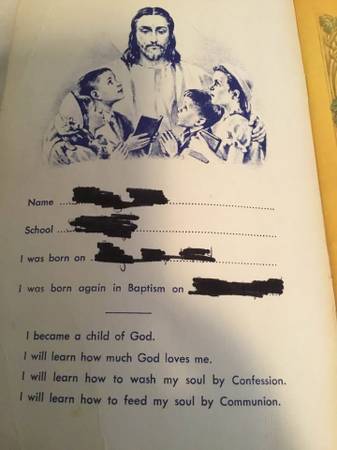 Name
School
I was born on
I was born again in Baptism on
I became a child of God.
I will learn how much God loves me.
I will learn how to wash my soul by Confession.
I will learn how to feed my soul by Communion.